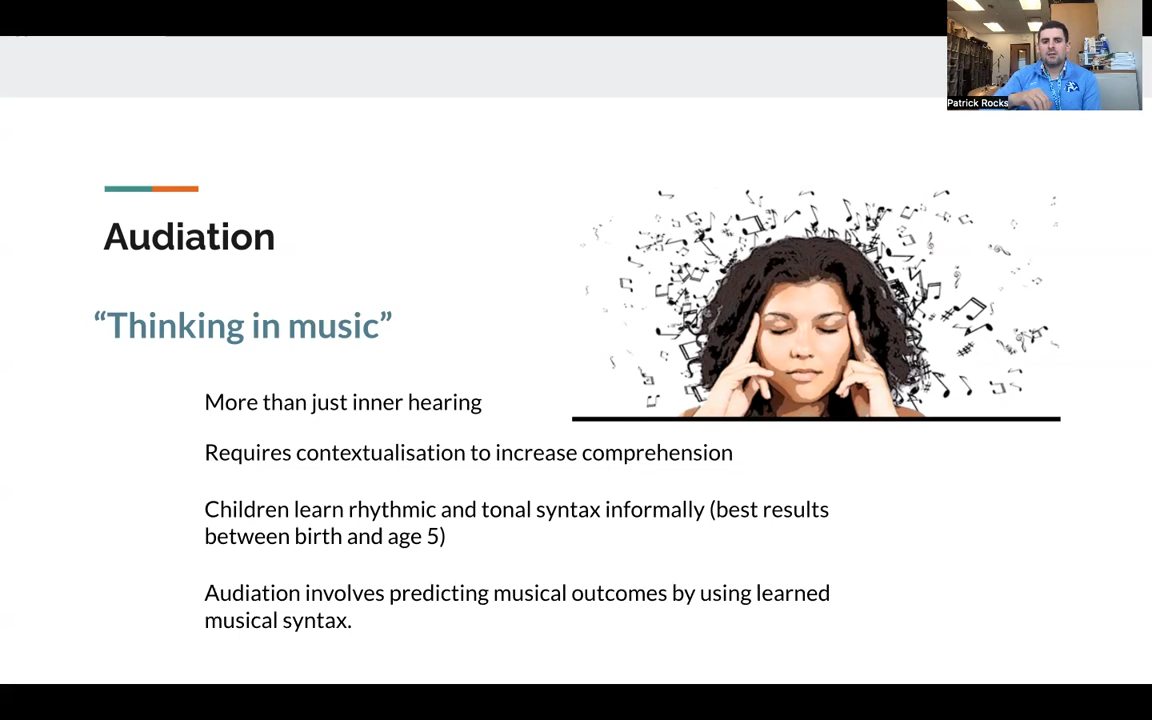 Patrick Rocks
Audiation
“Thinking in music”
More than just inner hearing
Requires contextualisation to increase comprehension
Children learn rhythmic and tonal syntax informally (best results
between birth and age 5)
Audiation involves predicting musical outcomes by using learned
musical syntax.